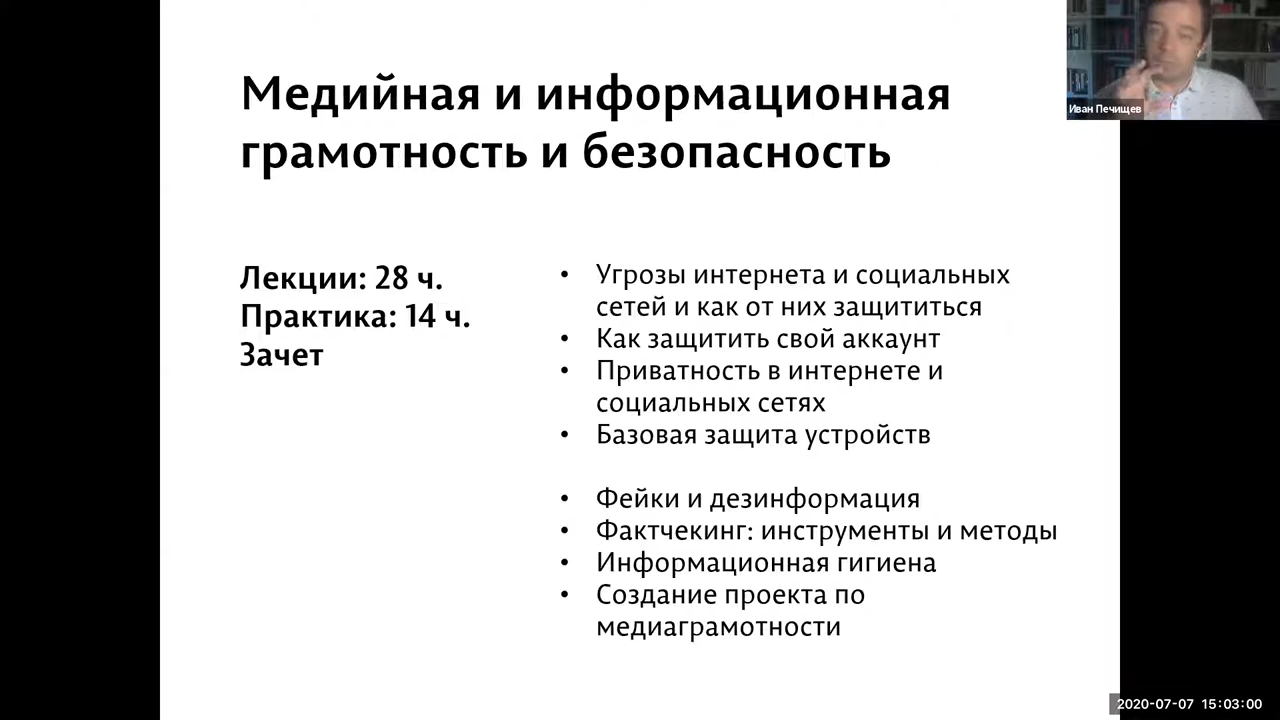 Медийная и информационная
грамотность и безопасность
Иван Печищев
Лекции: 28 ч.
Практика: 14 ч.
Зачет
• Угрозы интернета и социальных
сетей и как от них защититься
• Как защитить свой аккаунт
• Приватность в интернете и
социальных сетях
• Базовая защита устройств
• Фейки и дезинформация
• Фактчекинг: инструменты и методы
• Информационная гигиена
• Создание проекта по
медиаграмотности
2020-07-07 15:03:00